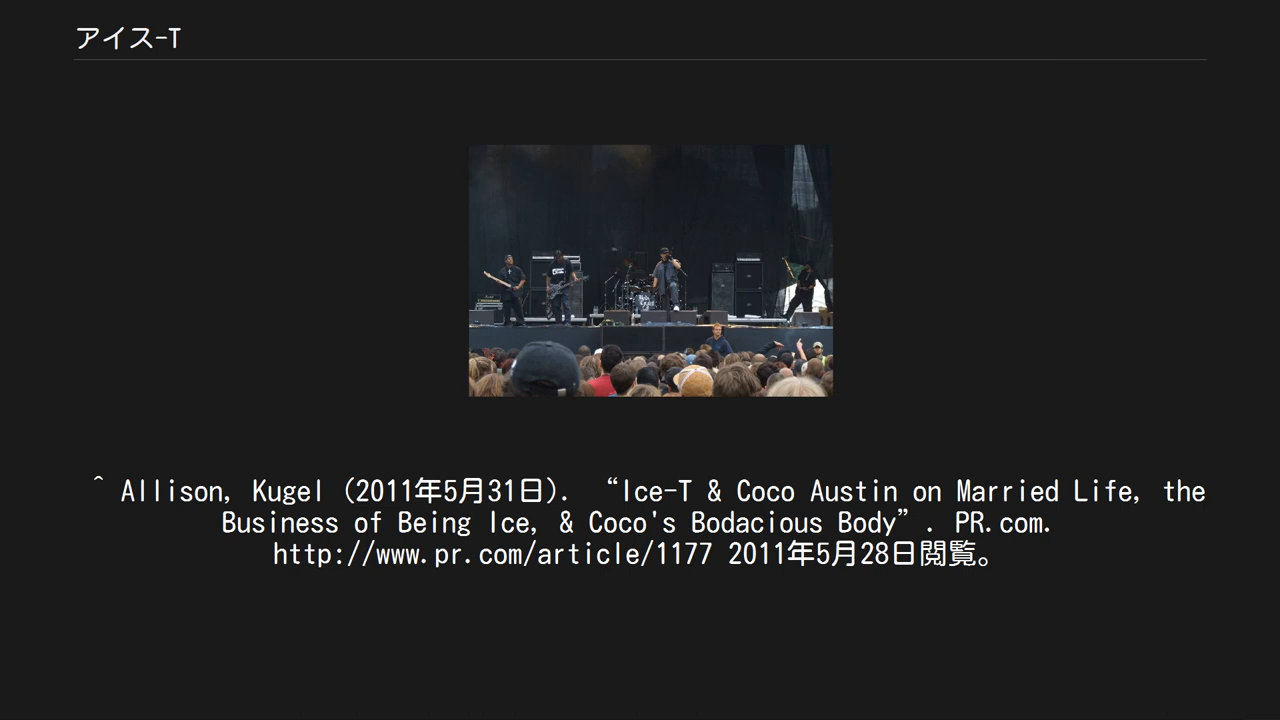 アイス-T
^ Allison, Kugel (2011年5月31日). “Ice-T & Coco Austin on Married Life, the
Business of Being Ice, & Coco's Bodacious Body”. PR.com.
http://www.pr.com/article/1177 2011年5月28日閲覧。